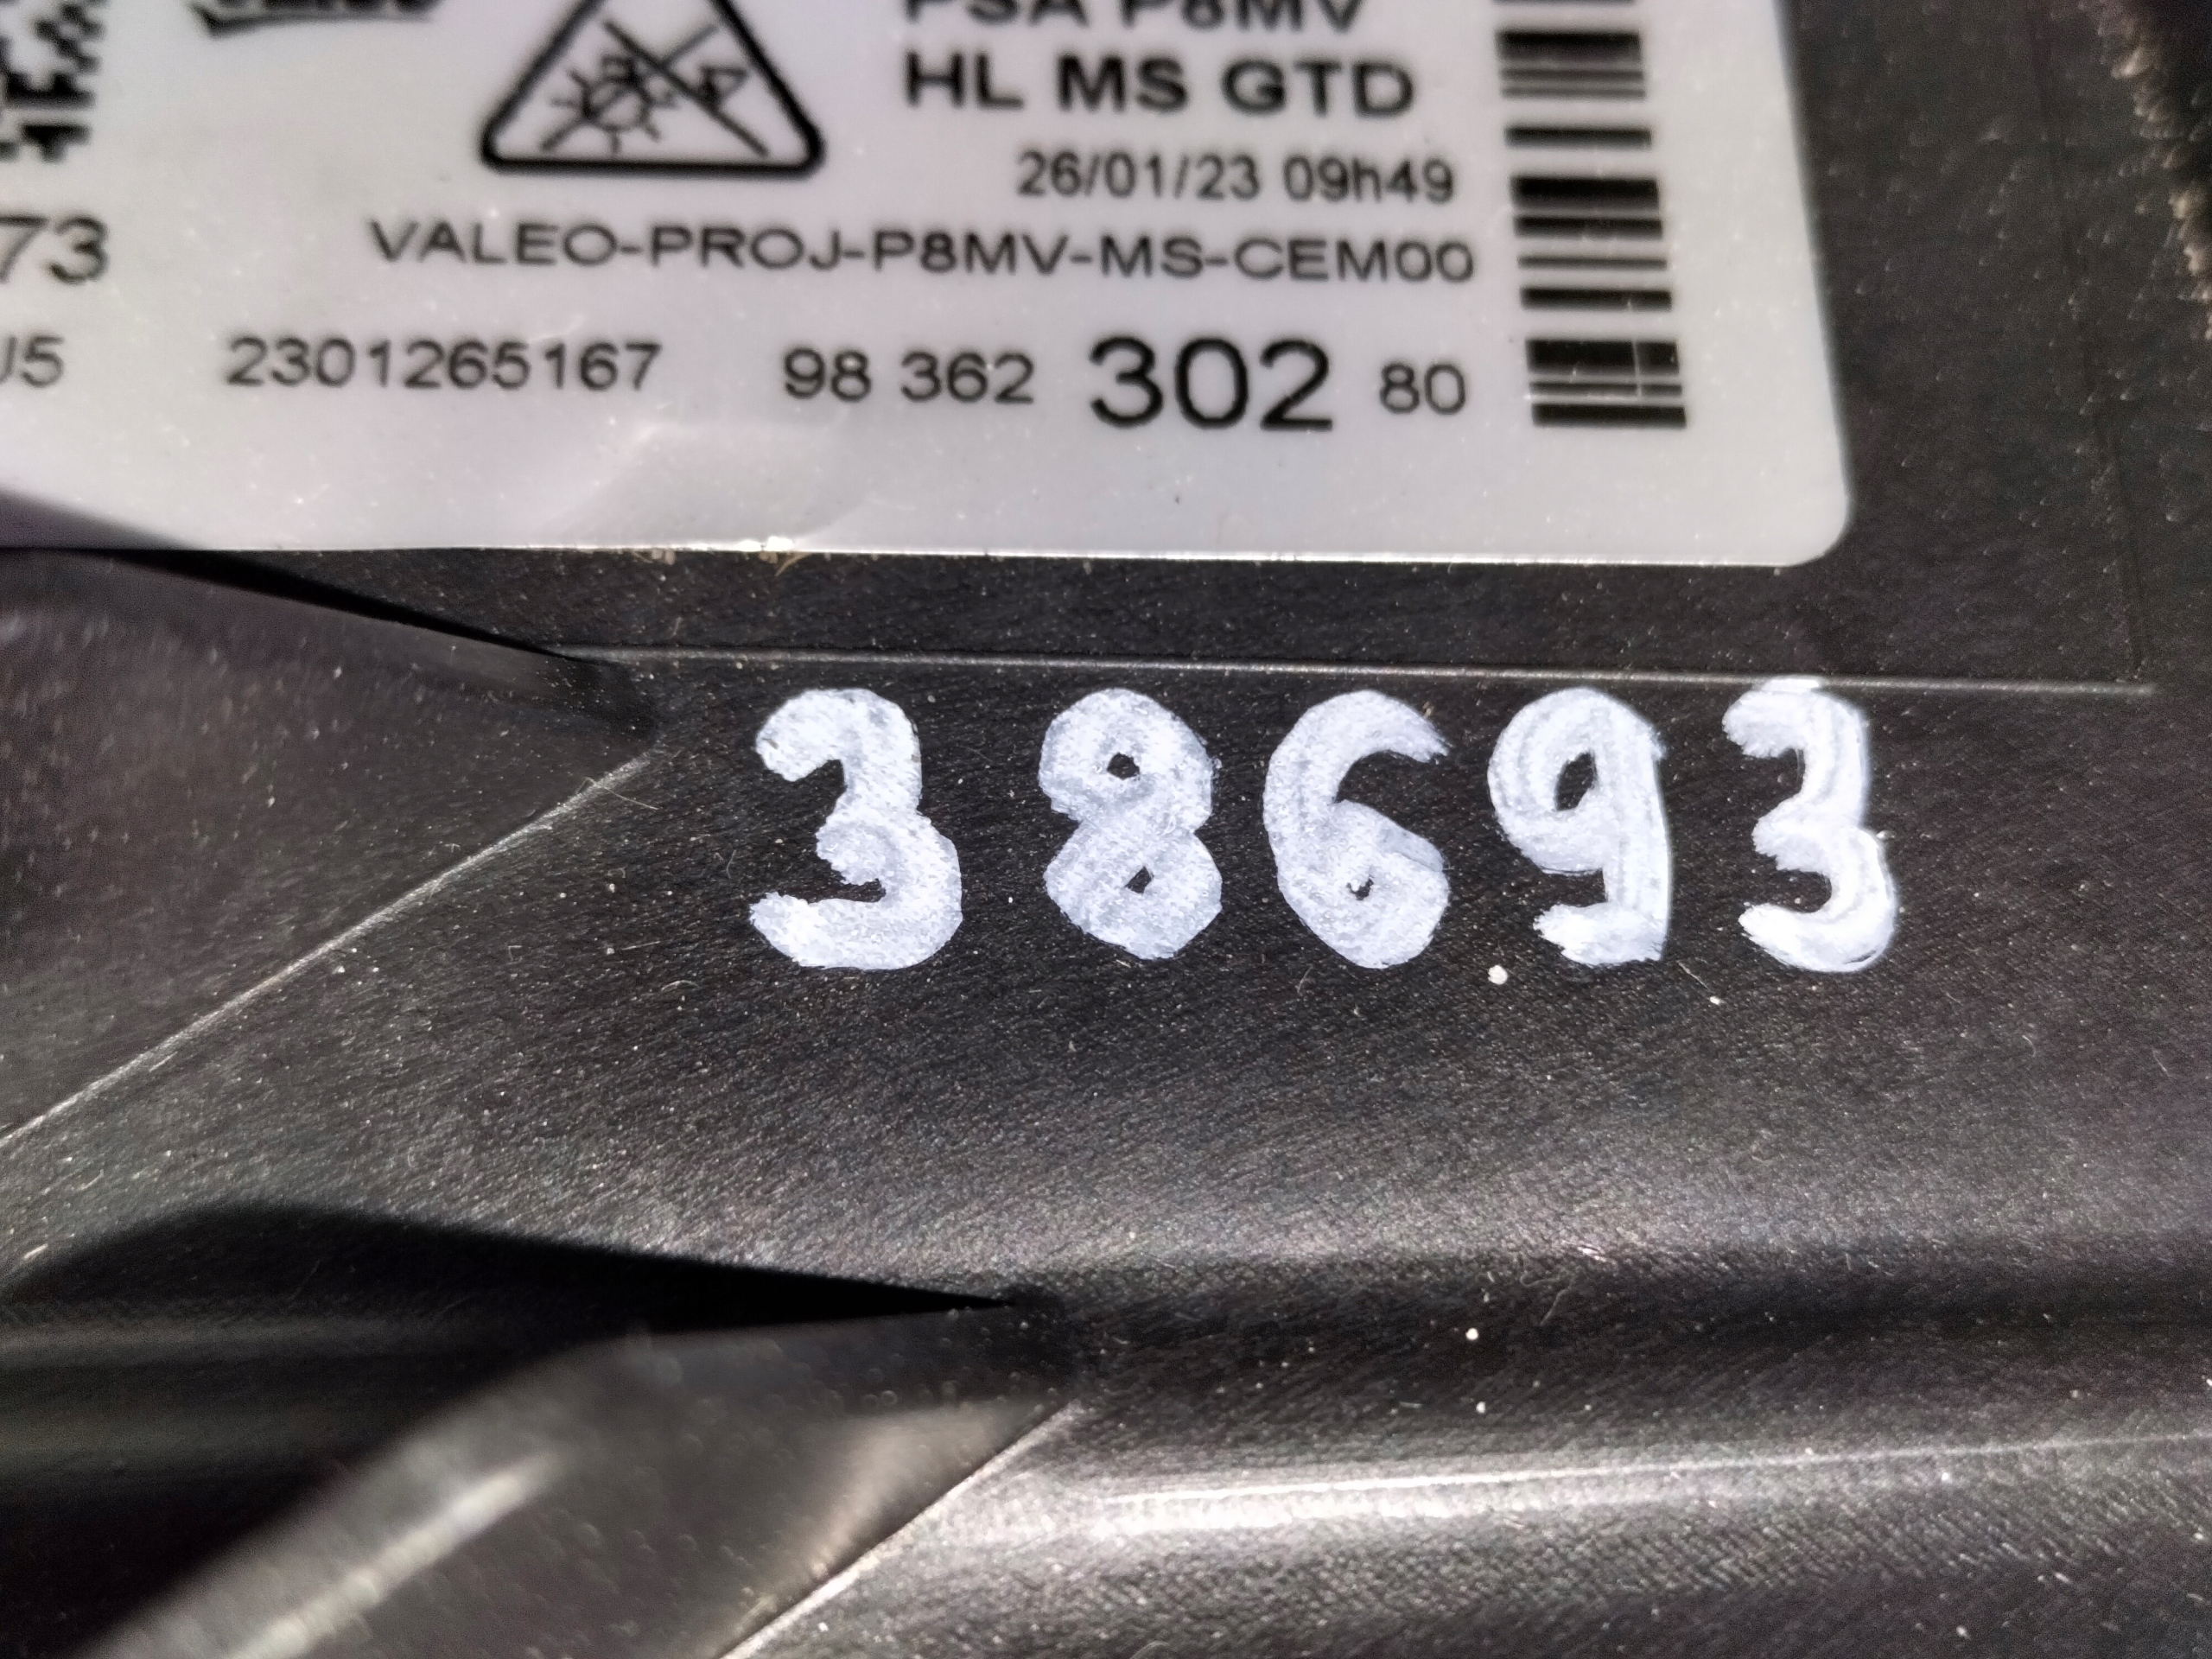 PSA P8MV
HL MS GTD
26/01/23 09h49
73 VALEO-PROJ-P8MV-MS-CEM00
2301265167 98 362 302 80
38693